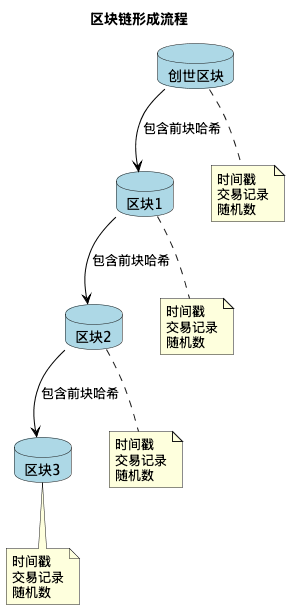 区块链形成流程
创世区块
包含前块哈希
时间戳
交易记录
随机数
区块1
包含前块哈希
时间戳
交易记录
随机数
区块2
包含前块哈希
时间戳
交易记录
随机数
区块3
时间戳
交易记录
随机数